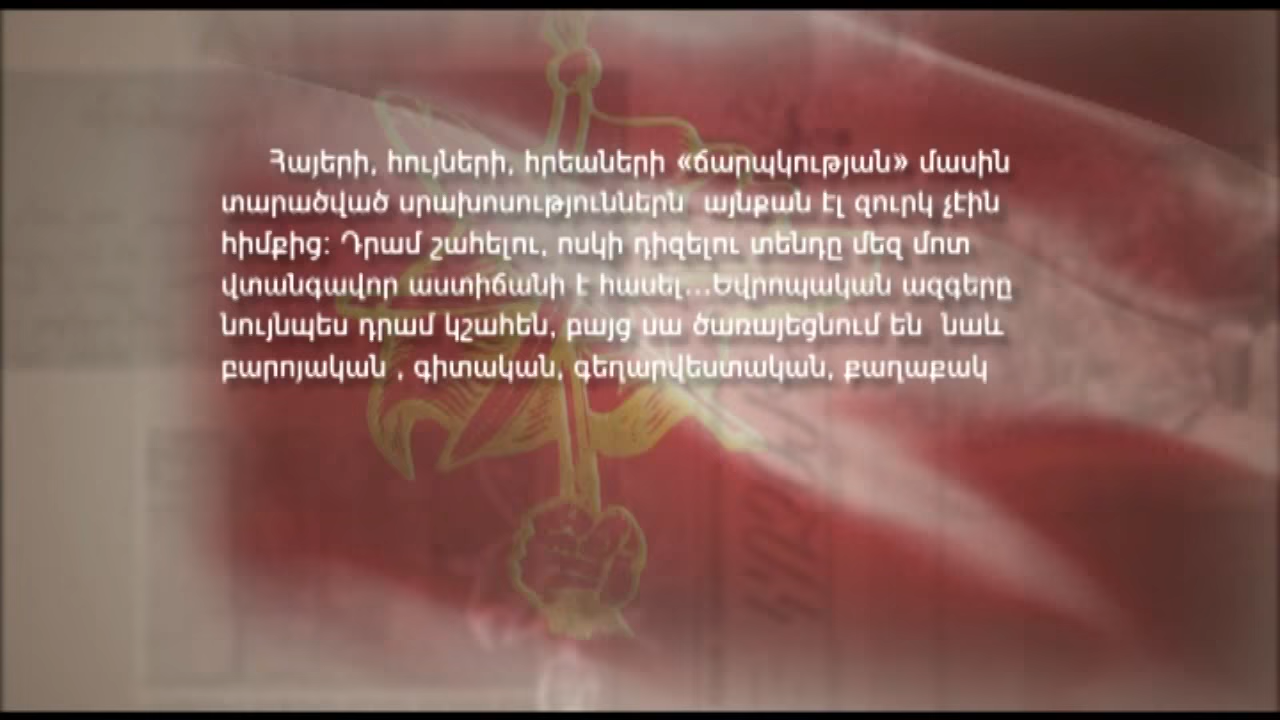 Հայերի, հույների, հրեաների «ճարպկության» մասին
տարածված սրախոսություններն այնքան էլ զուրկ չէին
հիմքից: Դրամ շահելու, ոսկի դիզելու տենդը մեզ մոտ
վտանգավոր աստիճանի է հասել...Եվրոպական ազգերը
նույնպես դրամ կշահեն, բայց սա ծառայեցնում են նաև
բարոյական , գիտական, գեղարվեստական, քաղաքակ